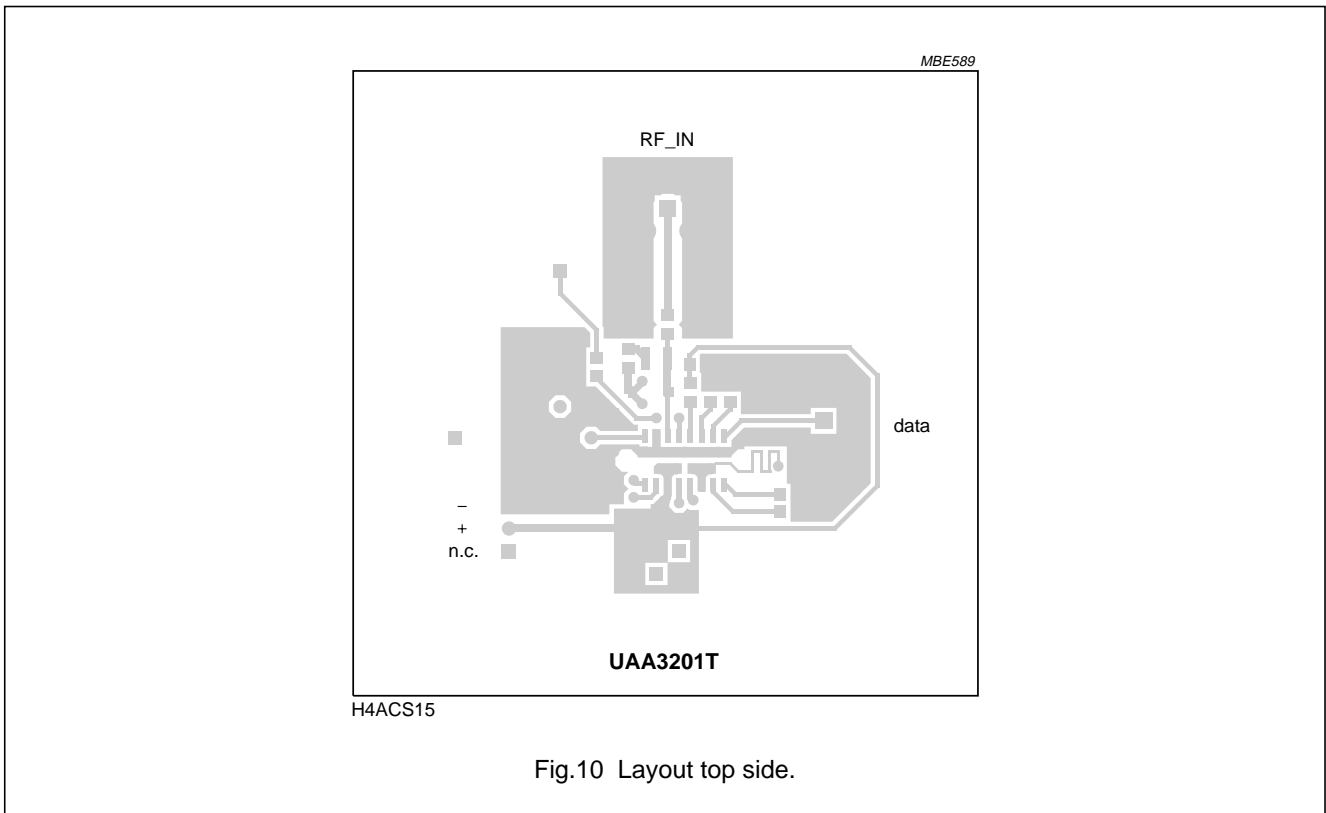 MBE589
RF_IN
data
–
+
n.c.
UAA3201T
H4ACS15
Fig.10 Layout top side.